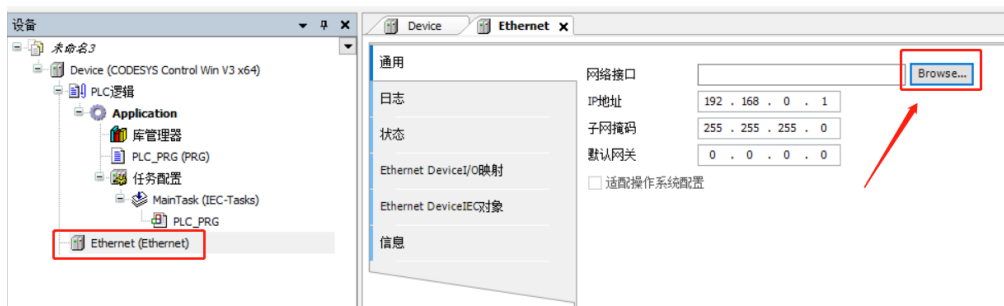 设备
未命名3
Device (CODESYS Control Win V3 x64)
PLC逻辑
Application
库管理器
PLC_PRG (PRG)
任务配置
MainTask (IEC-Tasks)
PLC_PRG
Ethernet (Ethernet)
Device
Ethernet
通用
日志
状态
Ethernet DeviceI/O映射
Ethernet DeviceIEC对象
信息
网络接口 Browse...
IP地址 192 . 168 . 0 . 1
子网掩码 255 . 255 . 255 . 0
默认网关 0 . 0 . 0 . 0
适配操作系统配置